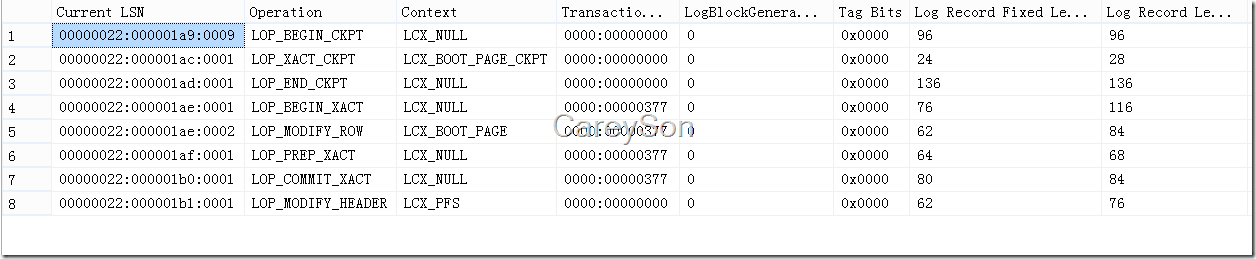 Current LSN Operation Context Transactio... LogBlockGenera... Tag Bits Log Record Fixed Le... Log Record Le...
1 00000022:000001a9:0009 LOP_BEGIN_CKPT LCX_NULL 0000:00000000 0 0x0000 96 96
2 00000022:000001ac:0001 LOP_XACT_CKPT LCX_BOOT_PAGE_CKPT 0000:00000000 0 0x0000 24 28
3 00000022:000001ad:0001 LOP_END_CKPT LCX_NULL 0000:00000000 0 0x0000 136 136
4 00000022:000001ae:0001 LOP_BEGIN_XACT LCX_NULL 0000:00000377 0 0x0000 76 116
5 00000022:000001ae:0002 LOP_MODIFY_ROW LCX_BOOT_PAGE 0000:00000377 0 0x0000 62 84
CareySon
6 00000022:000001af:0001 LOP_PREP_XACT LCX_NULL 0000:00000377 0 0x0000 64 68
7 00000022:000001b0:0001 LOP_COMMIT_XACT LCX_NULL 0000:00000377 0 0x0000 80 84
8 00000022:000001b1:0001 LOP_MODIFY_HEADER LCX_PFS 0000:00000000 0 0x0000 62 76